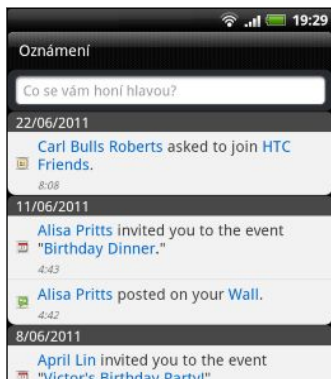 19:29
Oznámení
Co se vám honí hlavou?
22/06/2011
Carl Bulls Roberts asked to join HTC
Friends.
8:08
11/06/2011
Alisa Pritts invited you to the event
"Birthday Dinner."
4:43
Alisa Pritts posted on your Wall.
4:42
8/06/2011
April Lin invited you to the event
"Victor's Birthday Party!"